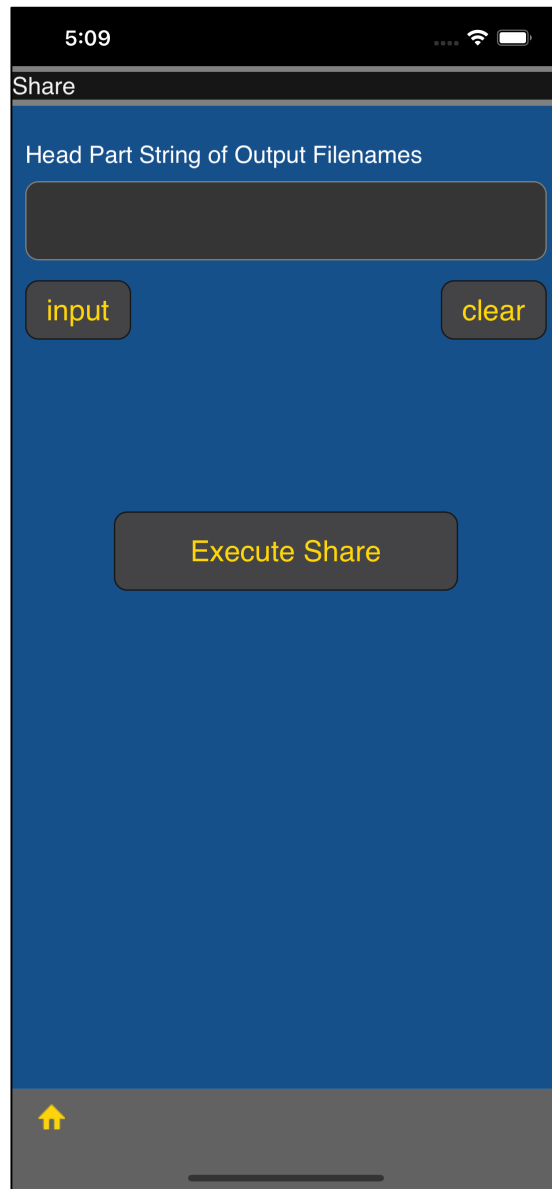 5:09
Share
Head Part String of Output Filenames
input
clear
Execute Share